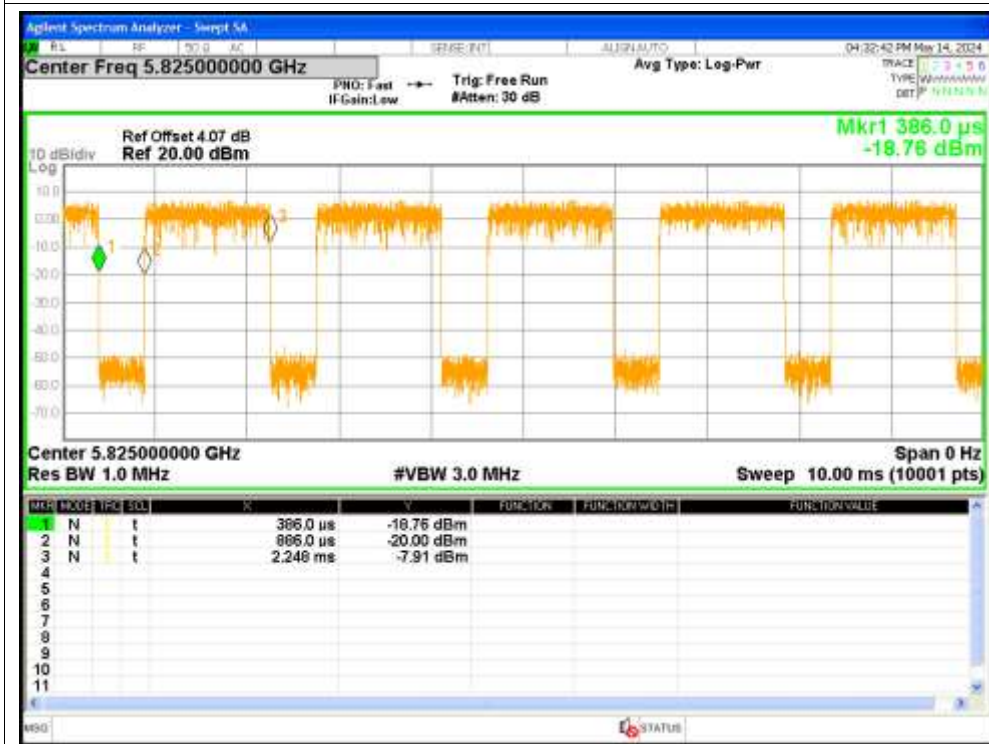 Agilent Spectrum Analyzer - Swept SA
RL RF 50 Ω AC SENSE:INT ALIGNAUTO 04:32:42 PM May 14, 2024
Center Freq 5.825000000 GHz
Avg Type: Log-Pwr
TRACE 1 2 3 4 5 6
PNO: Fast Trig: Free Run
TYPE
IFGain:Low #Atten: 30 dB
DET P N N N N N
Mkr1 386.0 µs
Ref Offset 4.07 dB
-18.76 dBm
10 dB/div Ref 20.00 dBm
Log
10.0
0.00
-10.0
-20.0
-30.0
-40.0
-50.0
-60.0
-70.0
1
2
3
Center 5.825000000 GHz Span 0 Hz
Res BW 1.0 MHz #VBW 3.0 MHz Sweep 10.00 ms (10001 pts)
MKR MODE TRC SCL X Y FUNCTION FUNCTION WIDTH FUNCTION VALUE
1 N t 386.0 µs -18.76 dBm
2 N t 886.0 µs -20.00 dBm
3 N t 2.248 ms -7.91 dBm
4
5
6
7
8
9
10
11
MSG STATUS